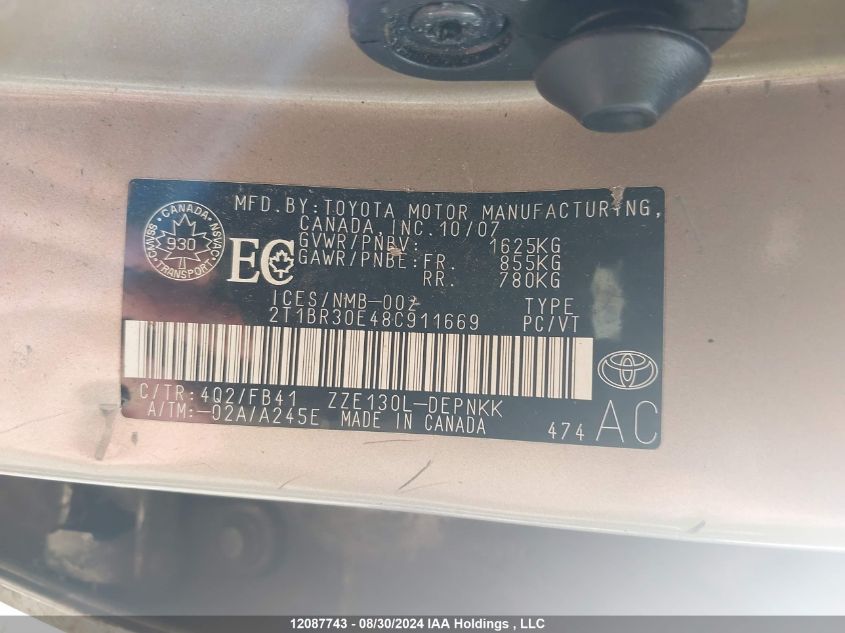 MFD.BY:TOYOTA MOTOR MANUFACTURING,
CANADA,INC.10/07
GVWR/PNBV: 1625KG
GAWR/PNBE:FR. 855KG
RR. 780KG
CMVSS • CANADA • NSVAC
930
TRANSPORT
EC
ICES/NMB-002 TYPE
2T1BR30E48C911669 PC/VT
C/TR:4Q2/FB41 ZZE130L-DEPNKK
A/TM:-02A/A245E MADE IN CANADA 474 AC
12087743 - 08/30/2024 IAA Holdings , LLC